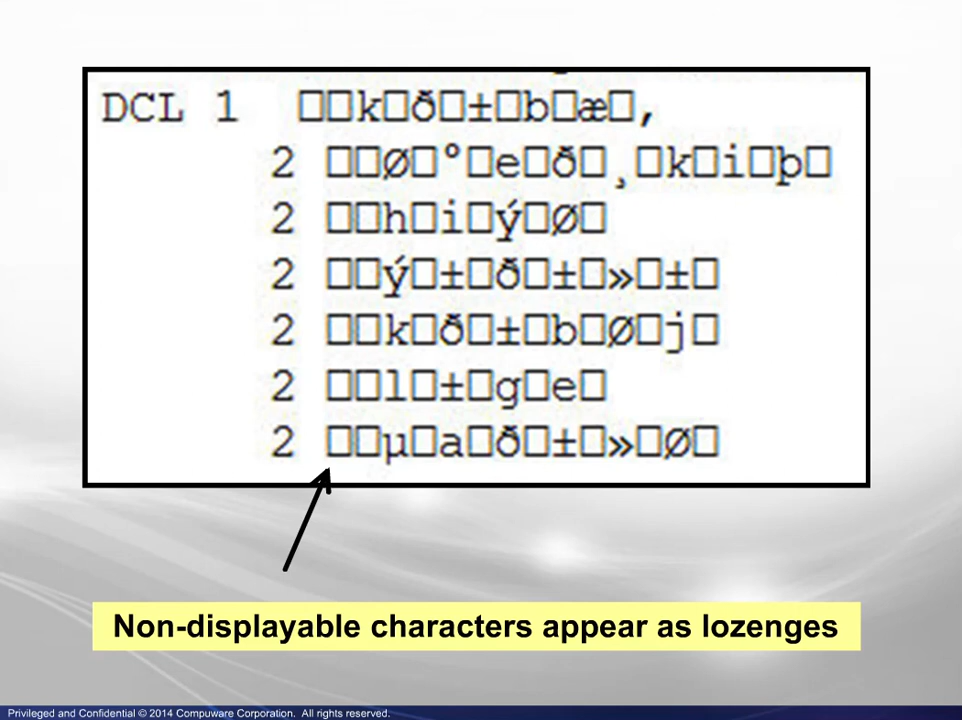 DCL 1 □□k□ð□±□b□æ□,
2 □□Ø□°□e□ð□¸□k□i□þ□
2 □□h□i□ý□Ø□
2 □□ý□±□ð□±□»□±□
2 □□k□ð□±□b□Ø□j□
2 □□l□±□g□e□
2 □□µ□a□ð□±□»□Ø□
Non-displayable characters appear as lozenges
Privileged and Confidential © 2014 Compuware Corporation. All rights reserved.